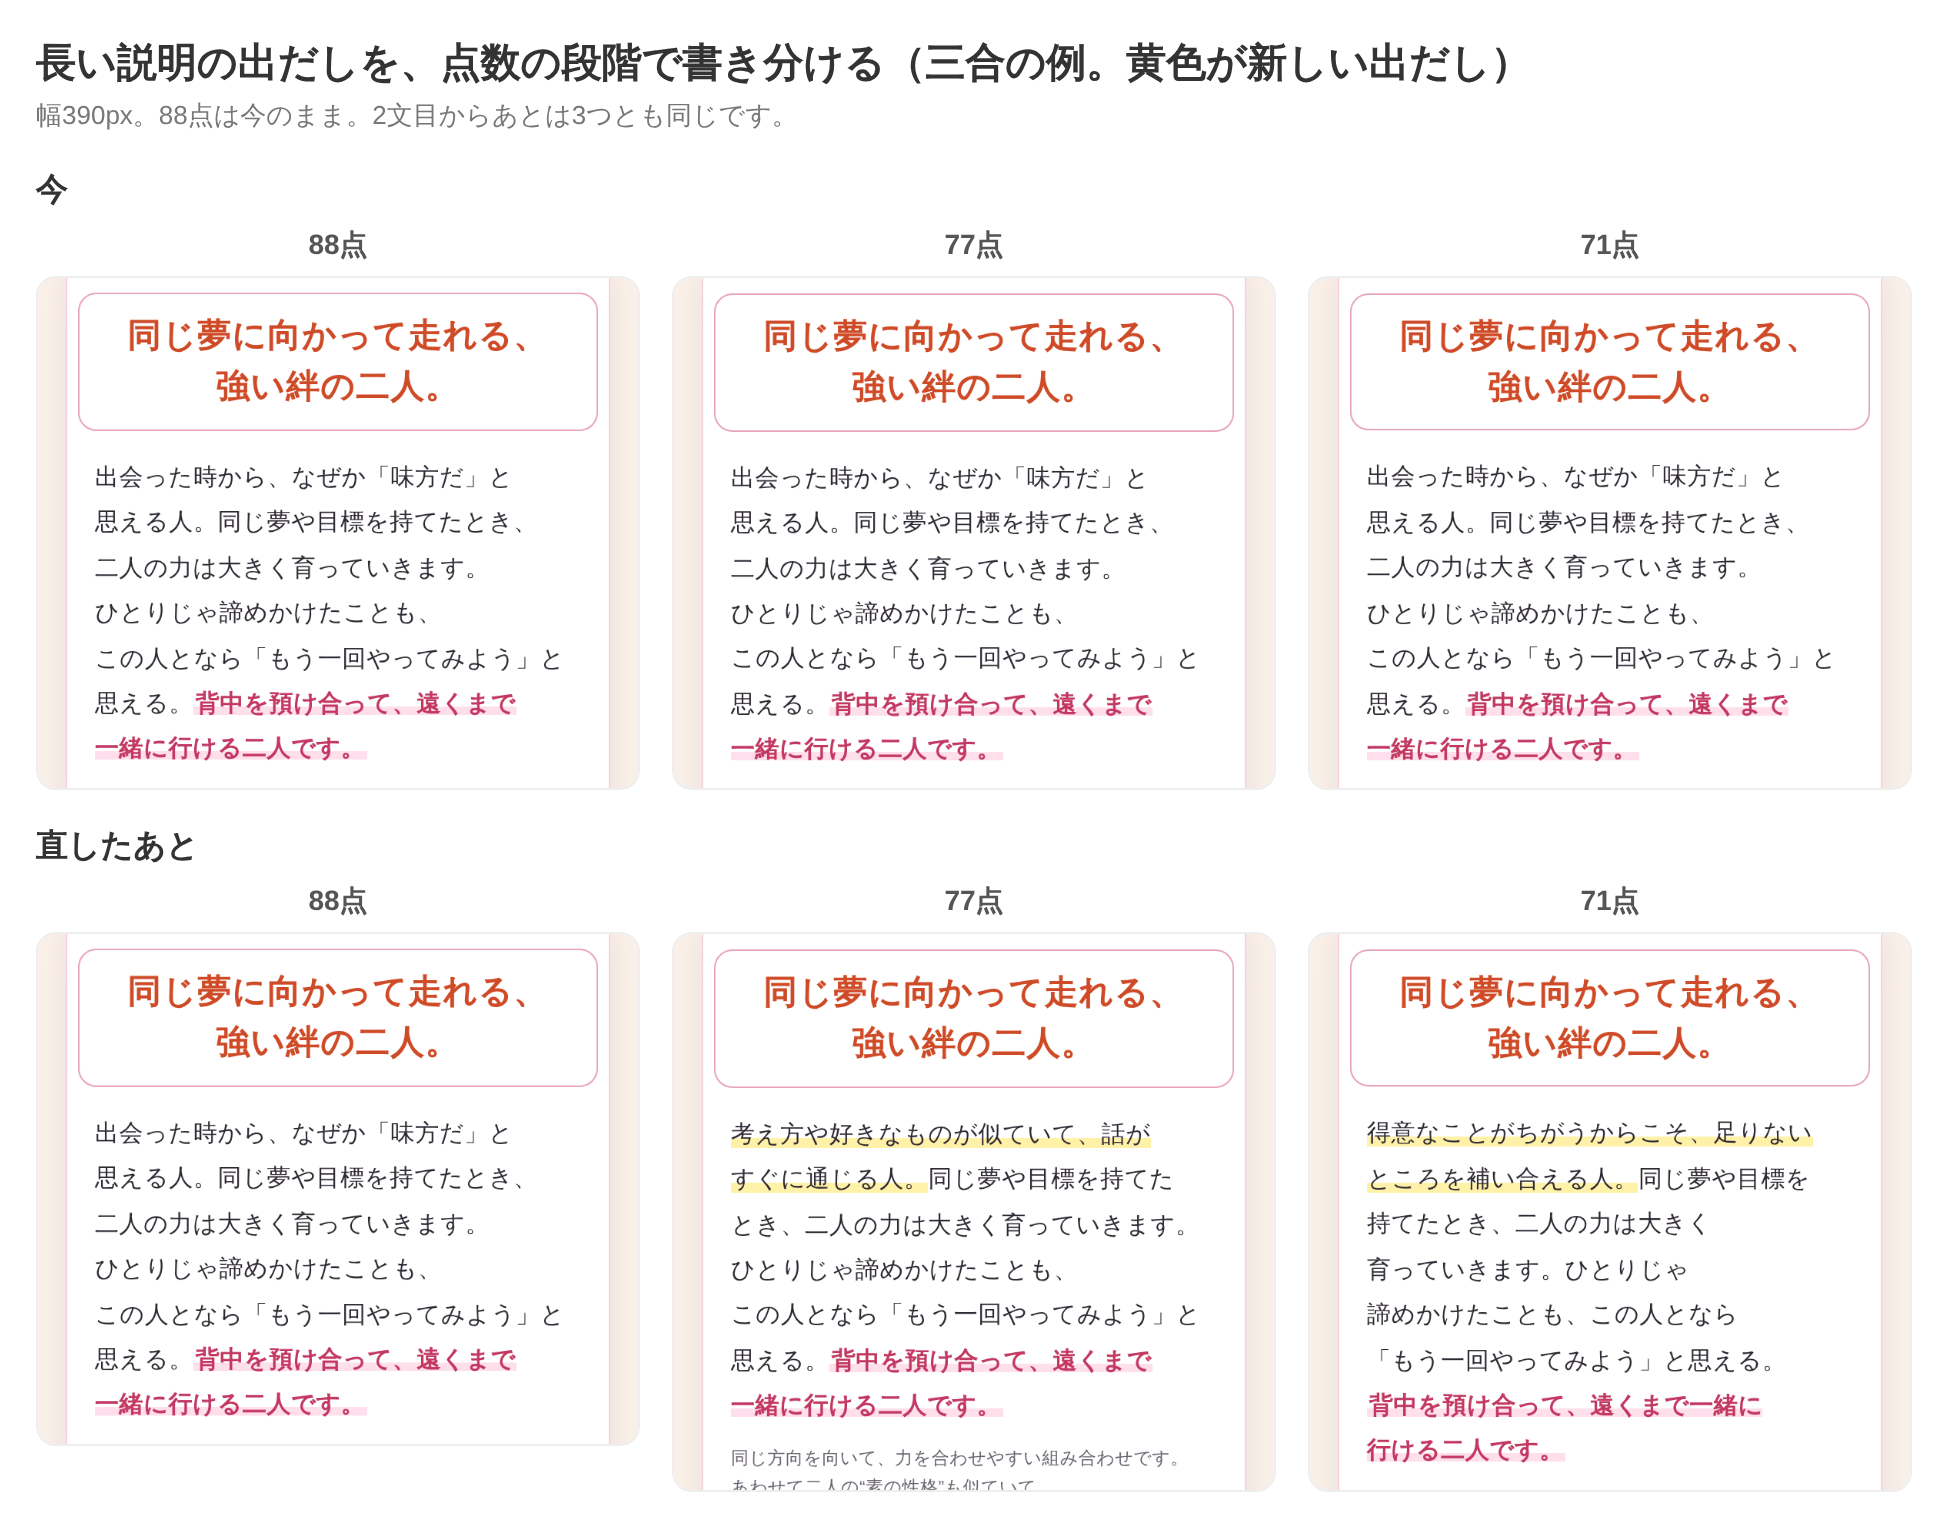 長い説明の出だしを、点数の段階で書き分ける（三合の例。黄色が新しい出だし）
幅390px。88点は今のまま。2文目からあとは3つとも同じです。
今
88点
同じ夢に向かって走れる、
強い絆の二人。
出会った時から、なぜか「味方だ」と
思える人。同じ夢や目標を持てたとき、
二人の力は大きく育っていきます。
ひとりじゃ諦めかけたことも、
この人となら「もう一回やってみよう」と
思える。背中を預け合って、遠くまで
一緒に行ける二人です。
77点
同じ夢に向かって走れる、
強い絆の二人。
出会った時から、なぜか「味方だ」と
思える人。同じ夢や目標を持てたとき、
二人の力は大きく育っていきます。
ひとりじゃ諦めかけたことも、
この人となら「もう一回やってみよう」と
思える。背中を預け合って、遠くまで
一緒に行ける二人です。
71点
同じ夢に向かって走れる、
強い絆の二人。
出会った時から、なぜか「味方だ」と
思える人。同じ夢や目標を持てたとき、
二人の力は大きく育っていきます。
ひとりじゃ諦めかけたことも、
この人となら「もう一回やってみよう」と
思える。背中を預け合って、遠くまで
一緒に行ける二人です。
直したあと
88点
同じ夢に向かって走れる、
強い絆の二人。
出会った時から、なぜか「味方だ」と
思える人。同じ夢や目標を持てたとき、
二人の力は大きく育っていきます。
ひとりじゃ諦めかけたことも、
この人となら「もう一回やってみよう」と
思える。背中を預け合って、遠くまで
一緒に行ける二人です。
77点
同じ夢に向かって走れる、
強い絆の二人。
考え方や好きなものが似ていて、話が
すぐに通じる人。同じ夢や目標を持てた
とき、二人の力は大きく育っていきます。
ひとりじゃ諦めかけたことも、
この人となら「もう一回やってみよう」と
思える。背中を預け合って、遠くまで
一緒に行ける二人です。
同じ方向を向いて、力を合わせやすい組み合わせです。
あわせて二人の“素の性格”も似ていて
71点
同じ夢に向かって走れる、
強い絆の二人。
得意なことがちがうからこそ、足りない
ところを補い合える人。同じ夢や目標を
持てたとき、二人の力は大きく
育っていきます。ひとりじゃ
諦めかけたことも、この人となら
「もう一回やってみよう」と思える。
背中を預け合って、遠くまで一緒に
行ける二人です。